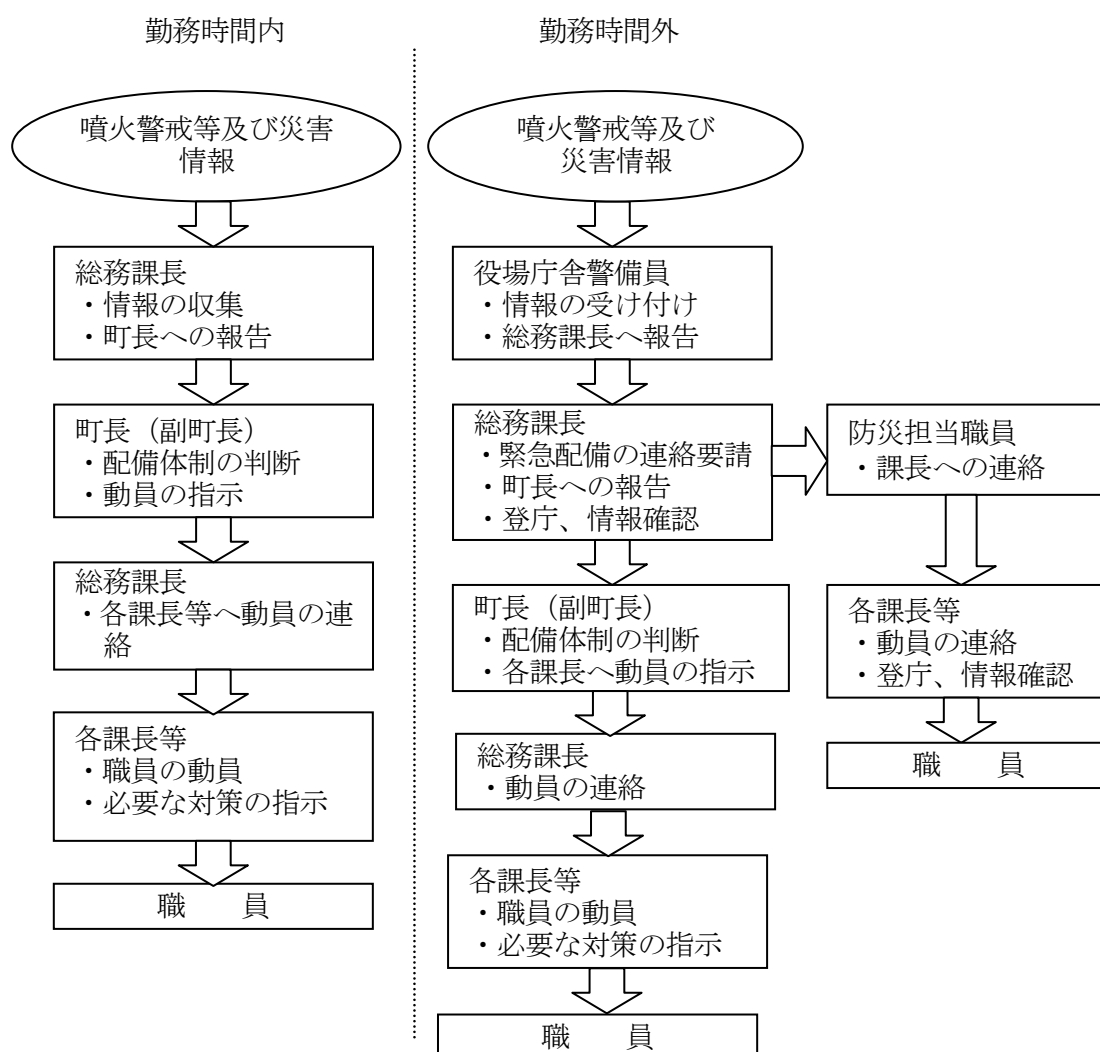 勤務時間内
噴火警戒等及び災害
情報
総務課長
・情報の収集
・町長への報告
町長（副町長）
・配備体制の判断
・動員の指示
総務課長
・各課長等へ動員の連
絡
各課長等
・職員の動員
・必要な対策の指示
職　　員
勤務時間外
噴火警戒等及び
災害情報
役場庁舎警備員
・情報の受け付け
・総務課長へ報告
総務課長
・緊急配備の連絡要請
・町長への報告
・登庁、情報確認
町長（副町長）
・配備体制の判断
・各課長へ動員の指示
総務課長
・動員の連絡
各課長等
・職員の動員
・必要な対策の指示
職　　員
防災担当職員
・課長への連絡
各課長等
・動員の連絡
・登庁、情報確認
職　　員